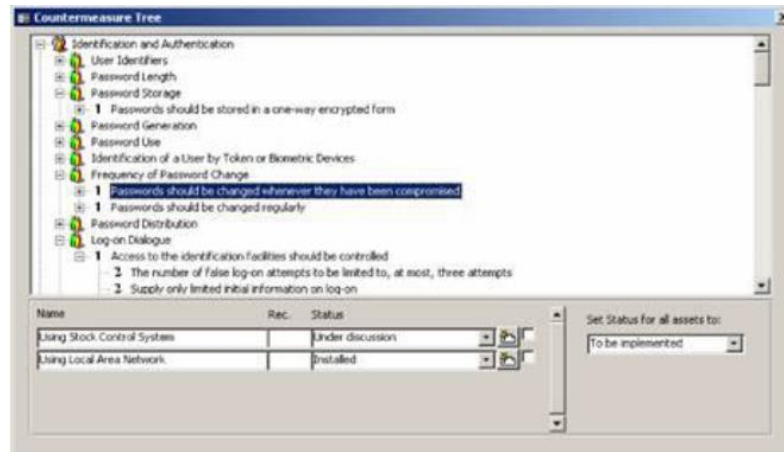 Countermeasure Tree
Identification and Authentication
User Identifiers
Password Length
Password Storage
1 Passwords should be stored in a one-way encrypted form
Password Generation
Password Use
Identification of a User by Token or Biometric Devices
Frequency of Password Change
1 Passwords should be changed whenever they have been compromised
1 Passwords should be changed regularly
Password Distribution
Log-on Dialogue
1 Access to the identification facilities should be controlled
2 The number of false log-on attempts to be limited to, at most, three attempts
2 Supply only limited initial information on log-on
Name Rec. Status
Using Stock Control System Under discussion
Using Local Area Network Installed
Set Status for all assets to:
To be implemented